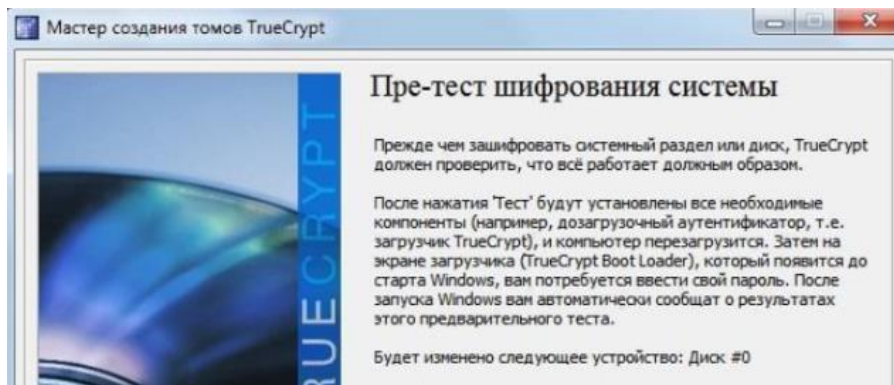 Мастер создания томов TrueCrypt
Пре-тест шифрования системы
Прежде чем зашифровать системный раздел или диск, TrueCrypt
должен проверить, что всё работает должным образом.
После нажатия 'Тест' будут установлены все необходимые
компоненты (например, дозагрузочный аутентификатор, т.е.
загрузчик TrueCrypt), и компьютер перезагрузится. Затем на
экране загрузчика (TrueCrypt Boot Loader), который появится до
старта Windows, вам потребуется ввести свой пароль. После
запуска Windows вам автоматически сообщат о результатах
этого предварительного теста.
Будет изменено следующее устройство: Диск #0
RUECRYPT